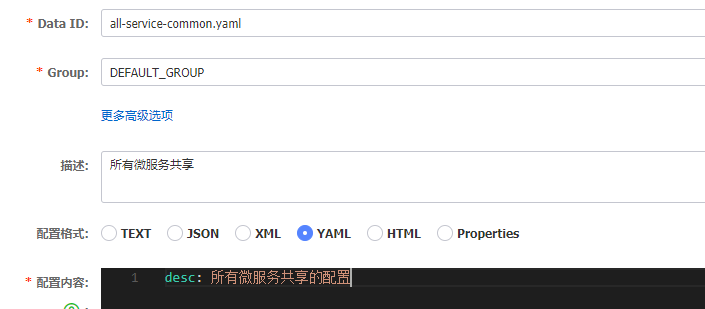 * Data ID: all-service-common.yaml
* Group: DEFAULT_GROUP
更多高级选项
描述: 所有微服务共享
配置格式: TEXT JSON XML YAML HTML Properties
* 配置内容: 1 desc: 所有微服务共享的配置
? :